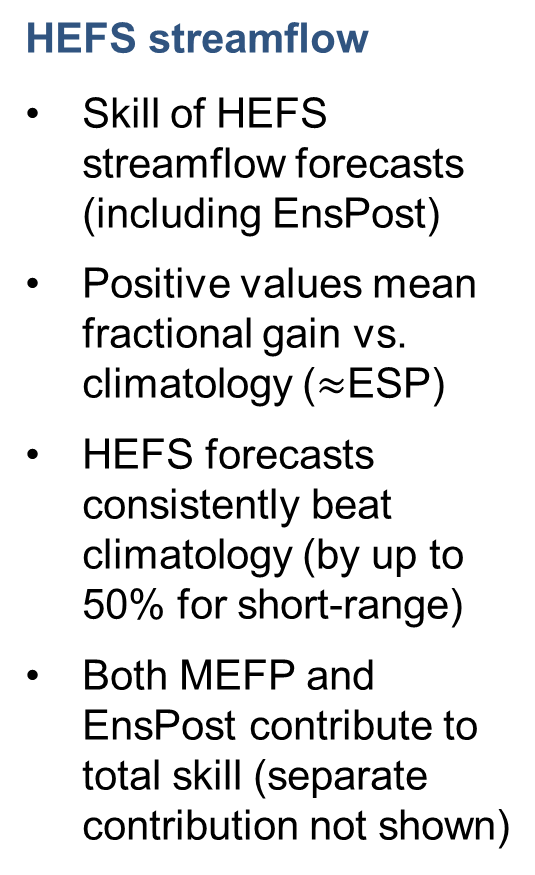 HEFS streamflow
• Skill of HEFS
streamflow forecasts
(including EnsPost)
• Positive values mean
fractional gain vs.
climatology (≈ESP)
• HEFS forecasts
consistently beat
climatology (by up to
50% for short-range)
• Both MEFP and
EnsPost contribute to
total skill (separate
contribution not shown)